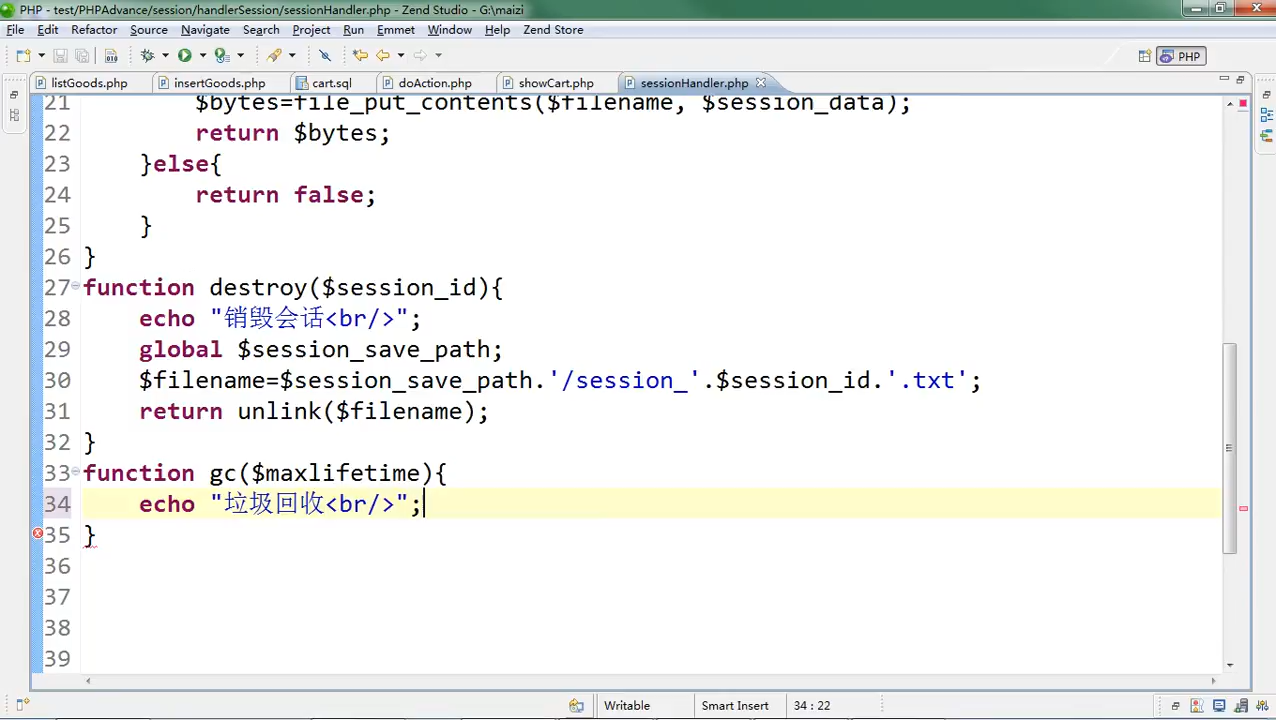 PHP - test/PHPAdvance/session/handlerSession/sessionHandler.php - Zend Studio - G:\maizi
File Edit Refactor Source Navigate Search Project Run Emmet Window Help Zend Store
PHP
listGoods.php insertGoods.php cart.sql doAction.php showCart.php sessionHandler.php
21 $bytes=file_put_contents($filename, $session_data);
22 return $bytes;
23 }else{
24 return false;
25 }
26 }
27 function destroy($session_id){
28 echo "销毁会话<br/>";
29 global $session_save_path;
30 $filename=$session_save_path.'/session_'.$session_id.'.txt';
31 return unlink($filename);
32 }
33 function gc($maxlifetime){
34 echo "垃圾回收<br/>";
35 }
36
37
38
39
Writable Smart Insert 34 : 22